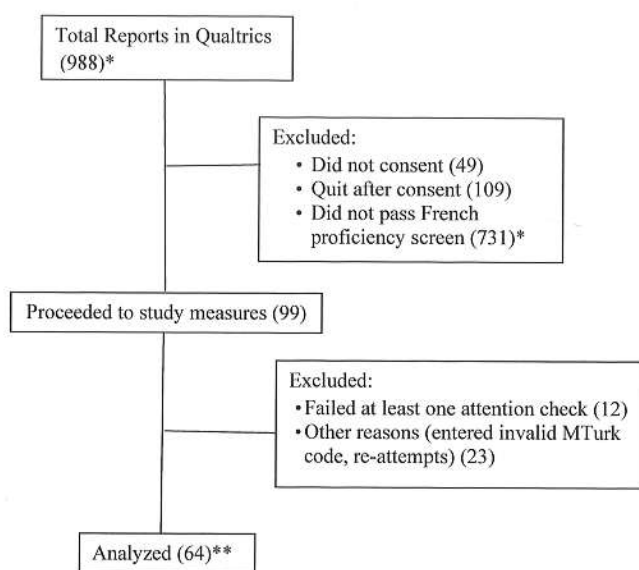 Total Reports in Qualtrics
(988)*
Excluded:
• Did not consent (49)
• Quit after consent (109)
• Did not pass French
proficiency screen (731)*
Proceeded to study measures (99)
Excluded:
•Failed at least one attention check (12)
•Other reasons (entered invalid MTurk
code, re-attempts) (23)
Analyzed (64)**